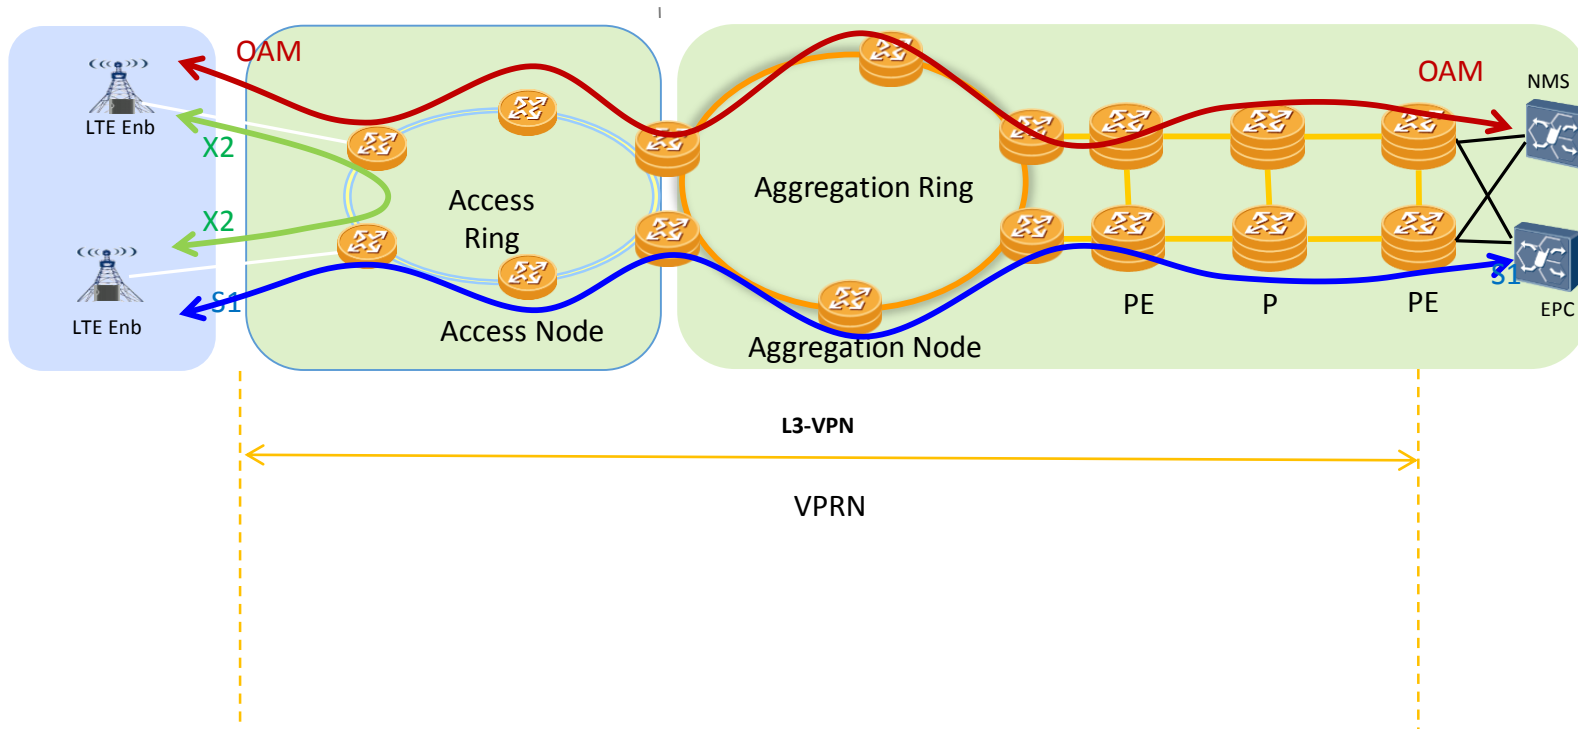 OAM
OAM
NMS
LTE Enb
X2
Access
Ring
Aggregation Ring
X2
S1
S1
LTE Enb
Access Node
Aggregation Node
PE
P
PE
EPC
L3-VPN
VPRN